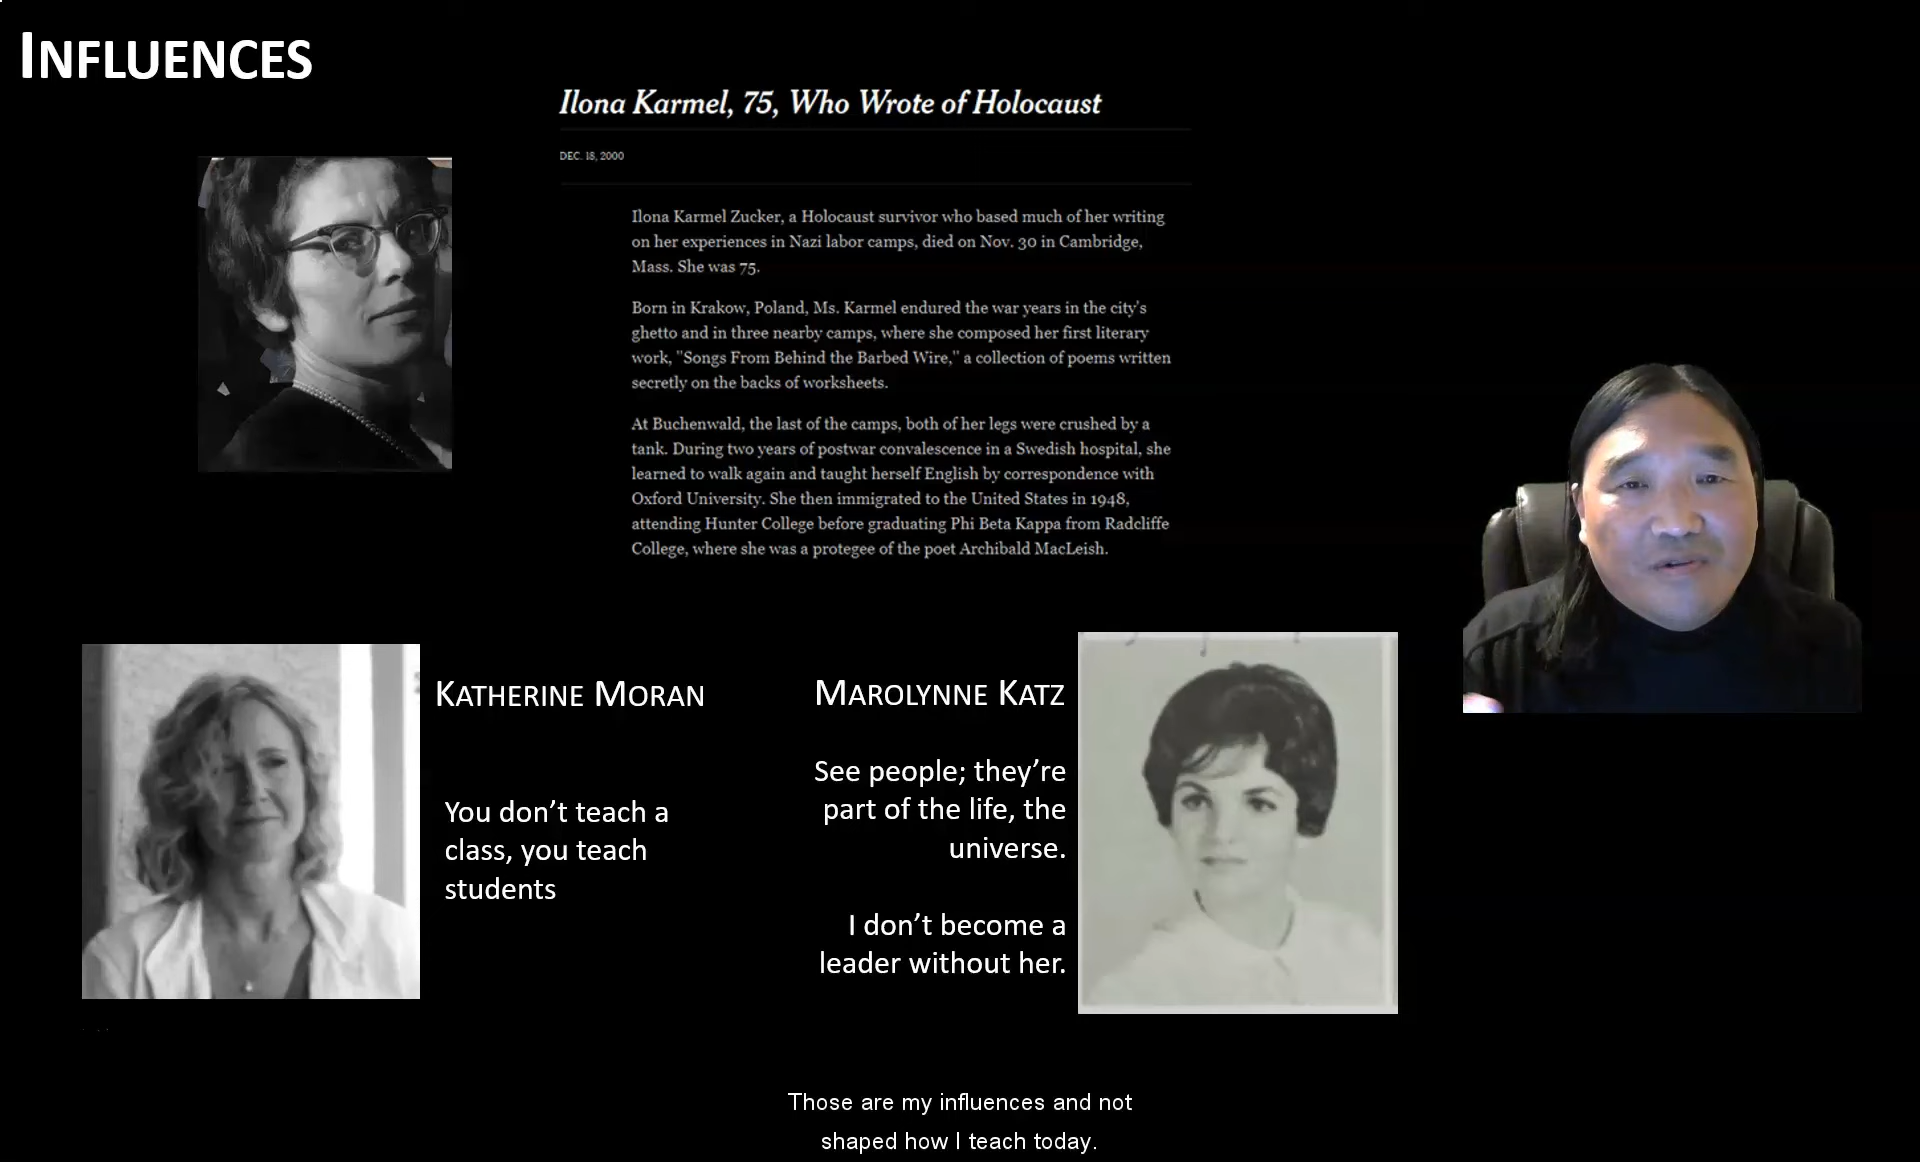 INFLUENCES
Ilona Karmel, 75, Who Wrote of Holocaust
DEC. 18, 2000
Ilona Karmel Zucker, a Holocaust survivor who based much of her writing
on her experiences in Nazi labor camps, died on Nov. 30 in Cambridge,
Mass. She was 75.
Born in Krakow, Poland, Ms. Karmel endured the war years in the city's
ghetto and in three nearby camps, where she composed her first literary
work, "Songs From Behind the Barbed Wire," a collection of poems written
secretly on the backs of worksheets.
At Buchenwald, the last of the camps, both of her legs were crushed by a
tank. During two years of postwar convalescence in a Swedish hospital, she
learned to walk again and taught herself English by correspondence with
Oxford University. She then immigrated to the United States in 1948,
attending Hunter College before graduating Phi Beta Kappa from Radcliffe
College, where she was a protegee of the poet Archibald MacLeish.
KATHERINE MORAN
You don't teach a
class, you teach
students
MAROLYNNE KATZ
See people; they're
part of the life, the
universe.
I don't become a
leader without her.
Those are my influences and not
shaped how I teach today.